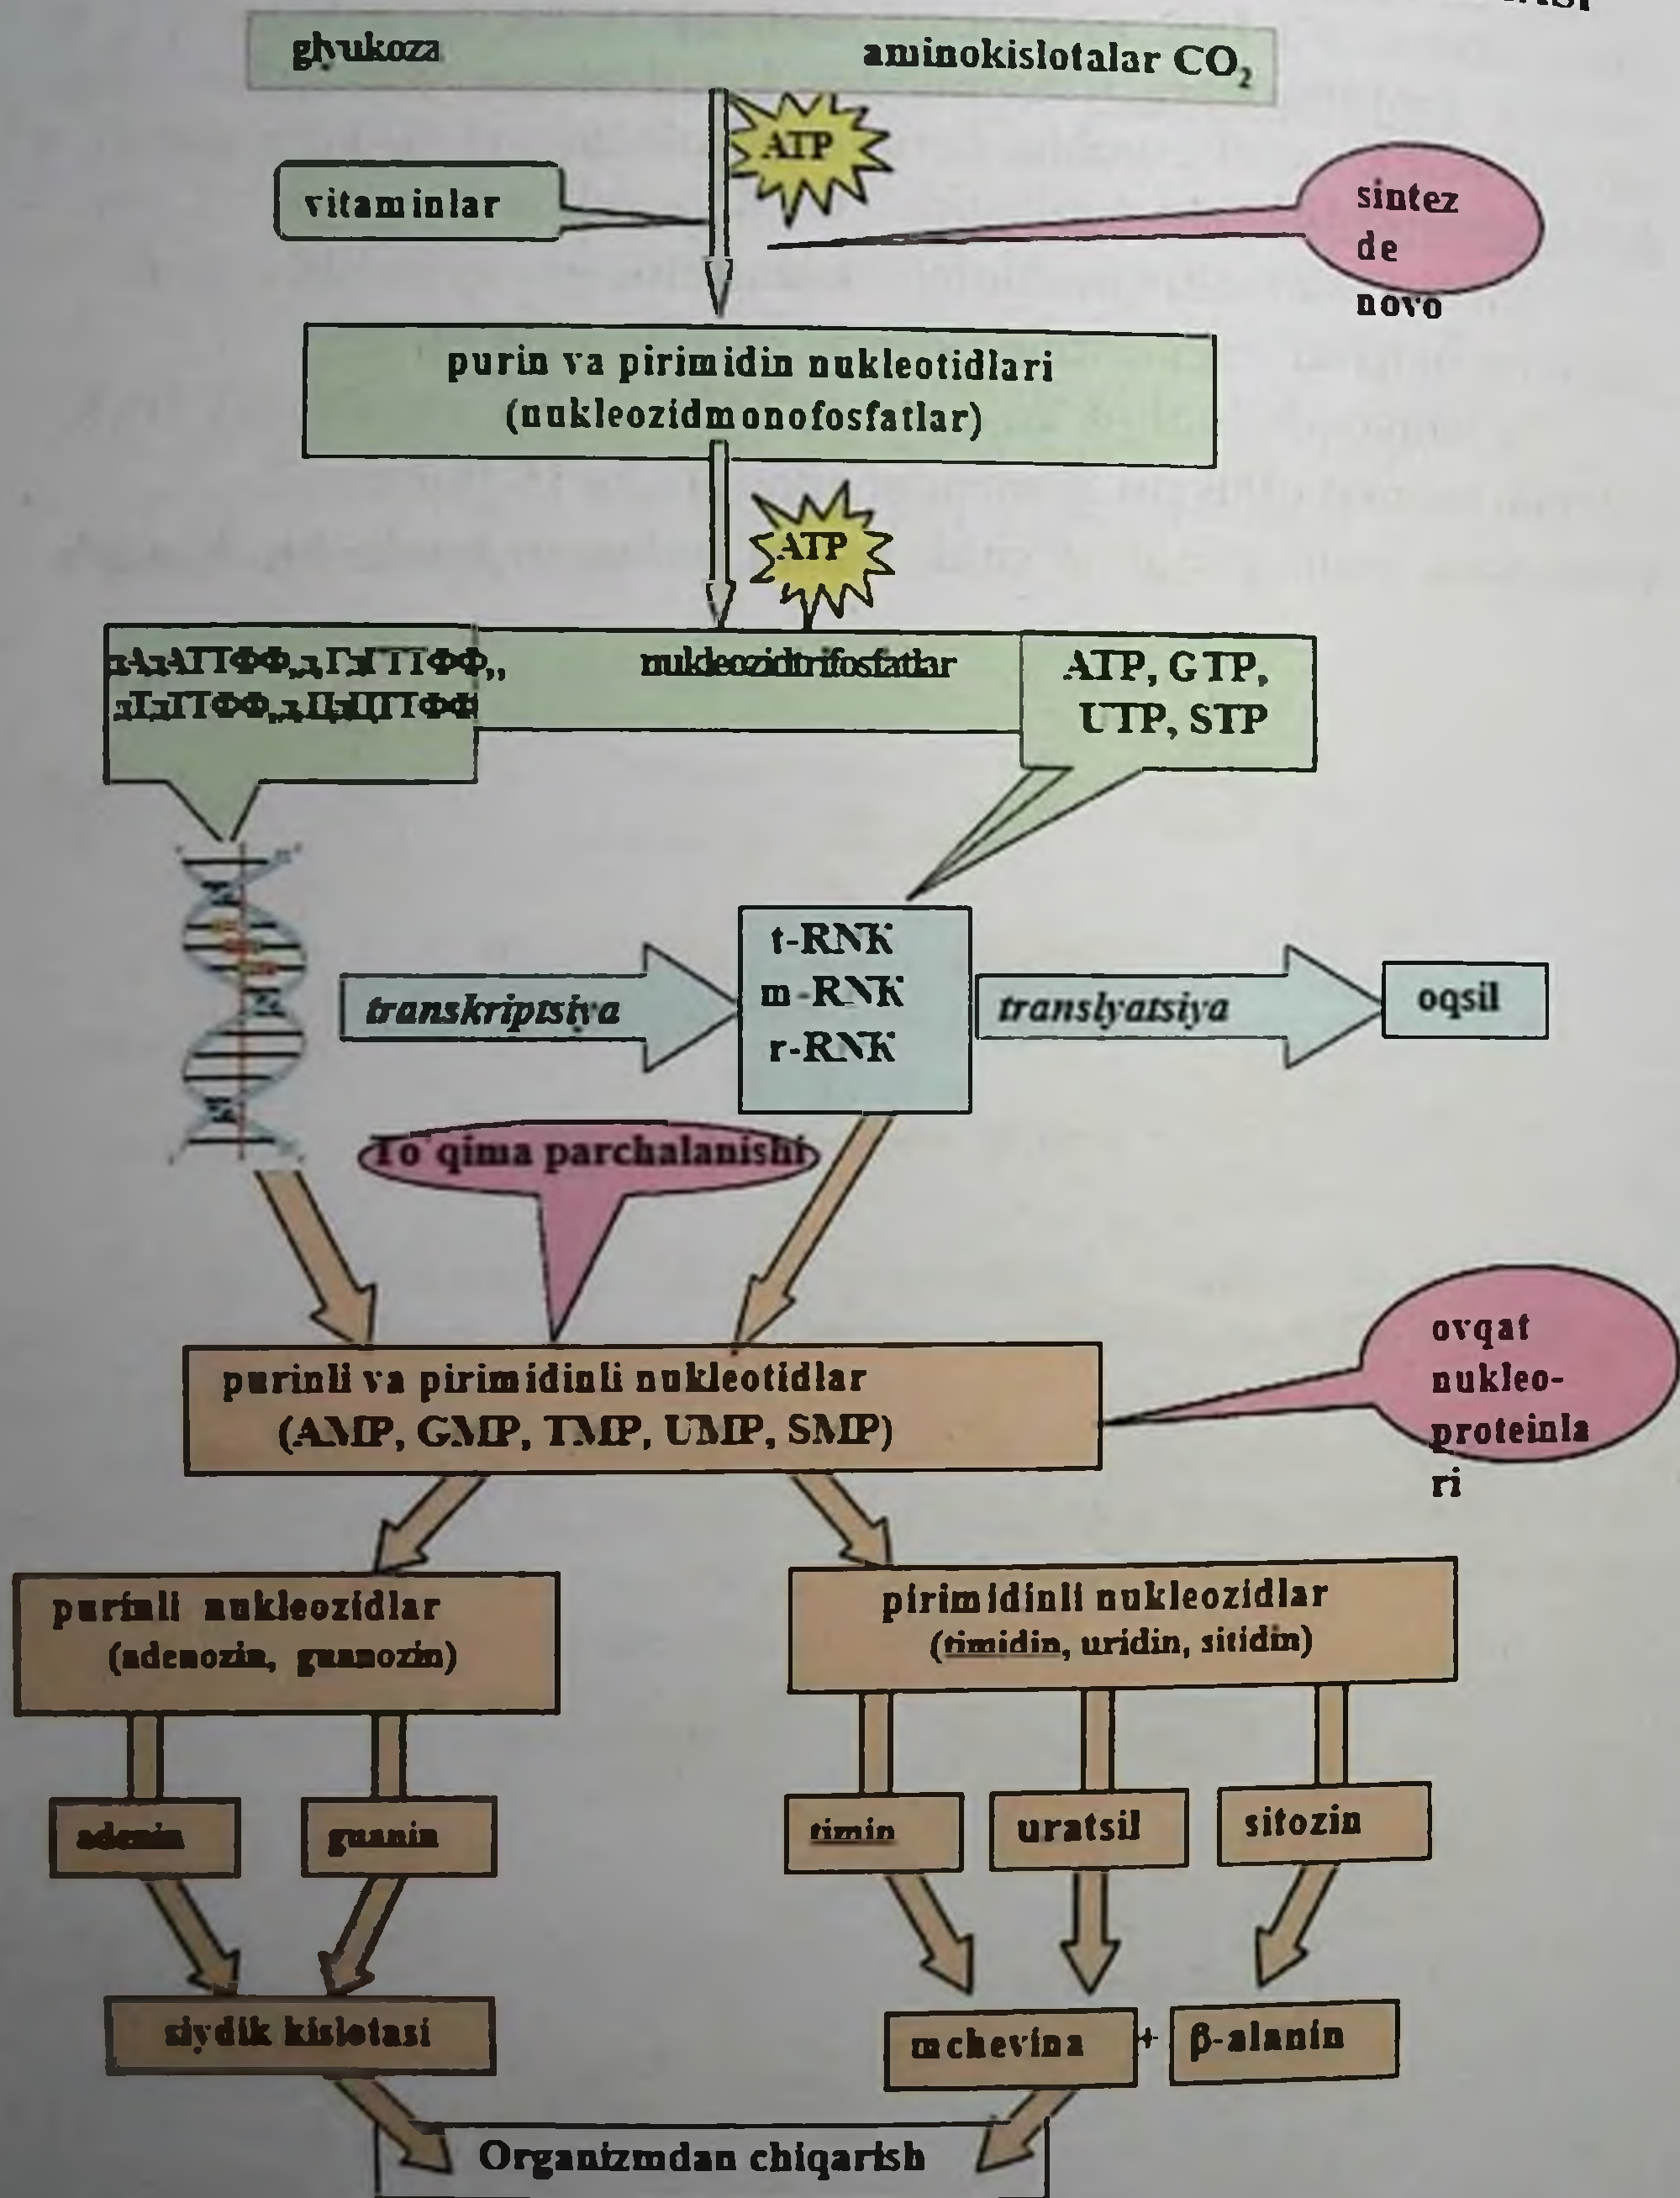 glyukoza aminokislotalar CO₂
ATP
vitaminlar
sintez
de
novo
purin va pirimidin nukleotidlari
(nukleozidmonofosfatlar)
ATP
nukleozidtrifosfatlar
ATP, GTP,
UTP, STP
t-RNK
m-RNK
r-RNK
transkriptsiya
translyatsiya
oqsil
To'qima parchalanishi
purinli va pirimidinli nukleotidlar
(AMP, GMP, TMP, UMP, SMP)
ovqat
nukleo-
proteinla
ri
purinli nukleozidlar
(adenozin, guanozin)
pirimidinli nukleozidlar
(timidin, uridin, sitidin)
adenin
guanin
timin
uratsil
sitozin
siydik kislotasi
mchevina + β-alanin
Organizmdan chiqarish